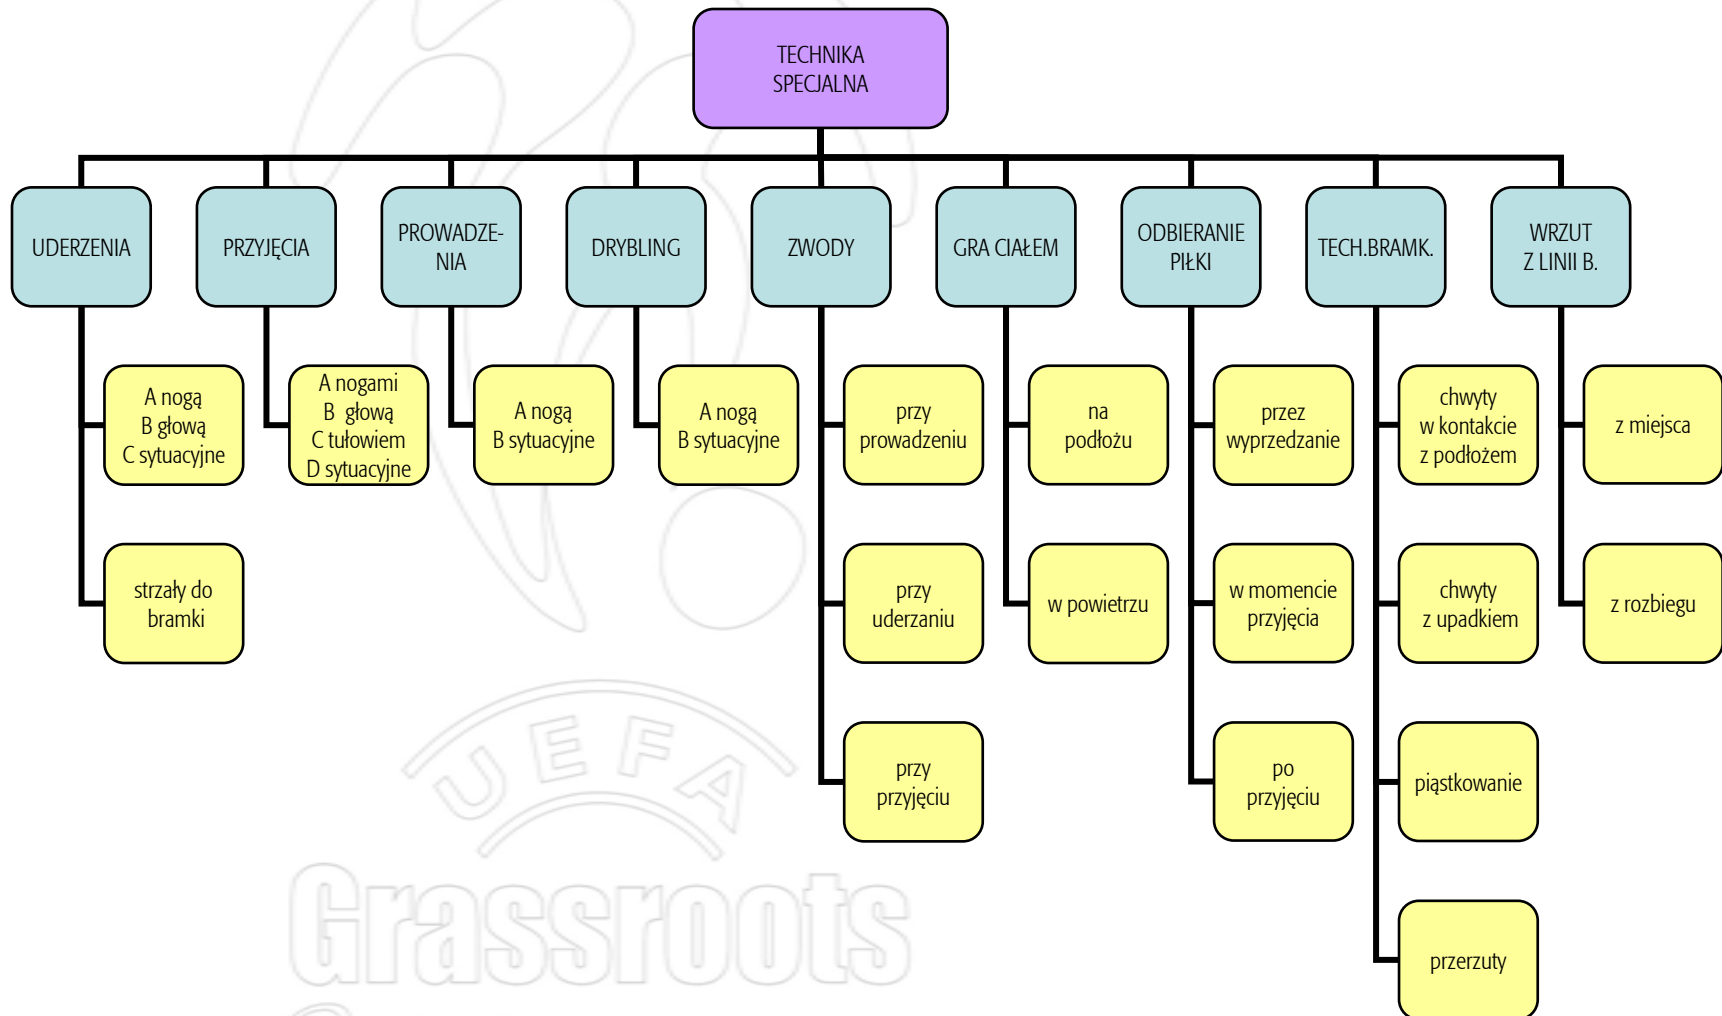 TECHNIKA
SPECJALNA
UDERZENIA
PRZYJĘCIA
PROWADZE-
NIA
DRYBLING
ZWODY
GRA CIAŁEM
ODBIERANIE
PIŁKI
TECH.BRAMK.
WRZUT
Z LINII B.
A nogą
B głową
C sytuacyjne
strzały do
bramki
A nogami
B głową
C tułowiem
D sytuacyjne
A nogą
B sytuacyjne
A nogą
B sytuacyjne
przy
prowadzeniu
przy
uderzaniu
przy
przyjęciu
na
podłożu
w powietrzu
przez
wyprzedzanie
w momencie
przyjęcia
po
przyjęciu
chwyty
w kontakcie
z podłożem
chwyty
z upadkiem
piąstkowanie
przerzuty
z miejsca
z rozbiegu
UEFA
Grassroots